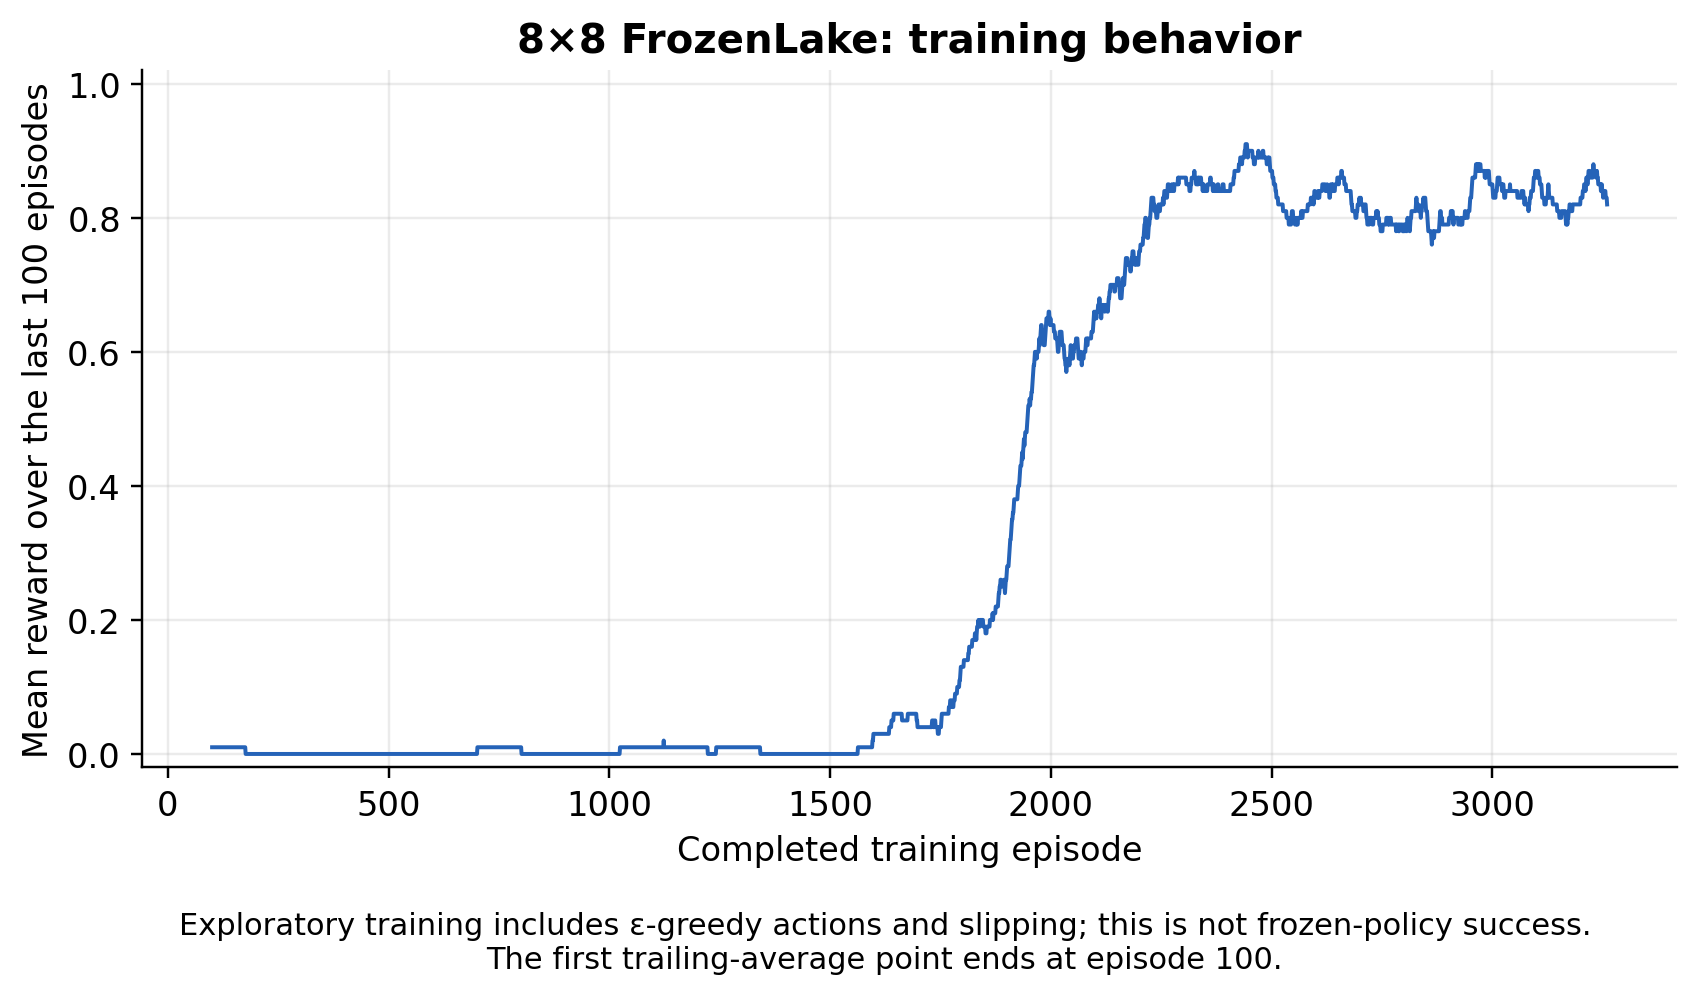 8×8 FrozenLake: training behavior
Mean reward over the last 100 episodes
1.0
0.8
0.6
0.4
0.2
0.0
0 500 1000 1500 2000 2500 3000
Completed training episode
Exploratory training includes ε-greedy actions and slipping; this is not frozen-policy success.
The first trailing-average point ends at episode 100.